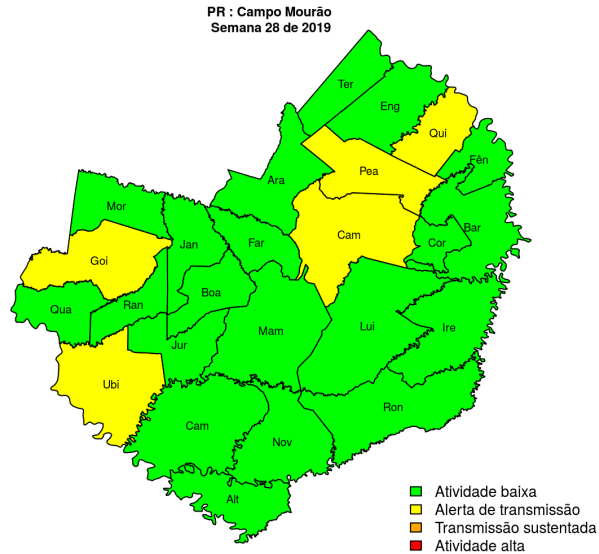 PR : Campo Mourão
Semana 28 de 2019
Ter
Eng
Qui
Fên
Pea
Ara
Mor
Bar
Cam
Jan
Far
Cor
Goi
Boa
Qua
Ran
Mam
Lui
Ire
Jur
Ubi
Ron
Cam
Nov
Alt
Atividade baixa
Alerta de transmissão
Transmissão sustentada
Atividade alta